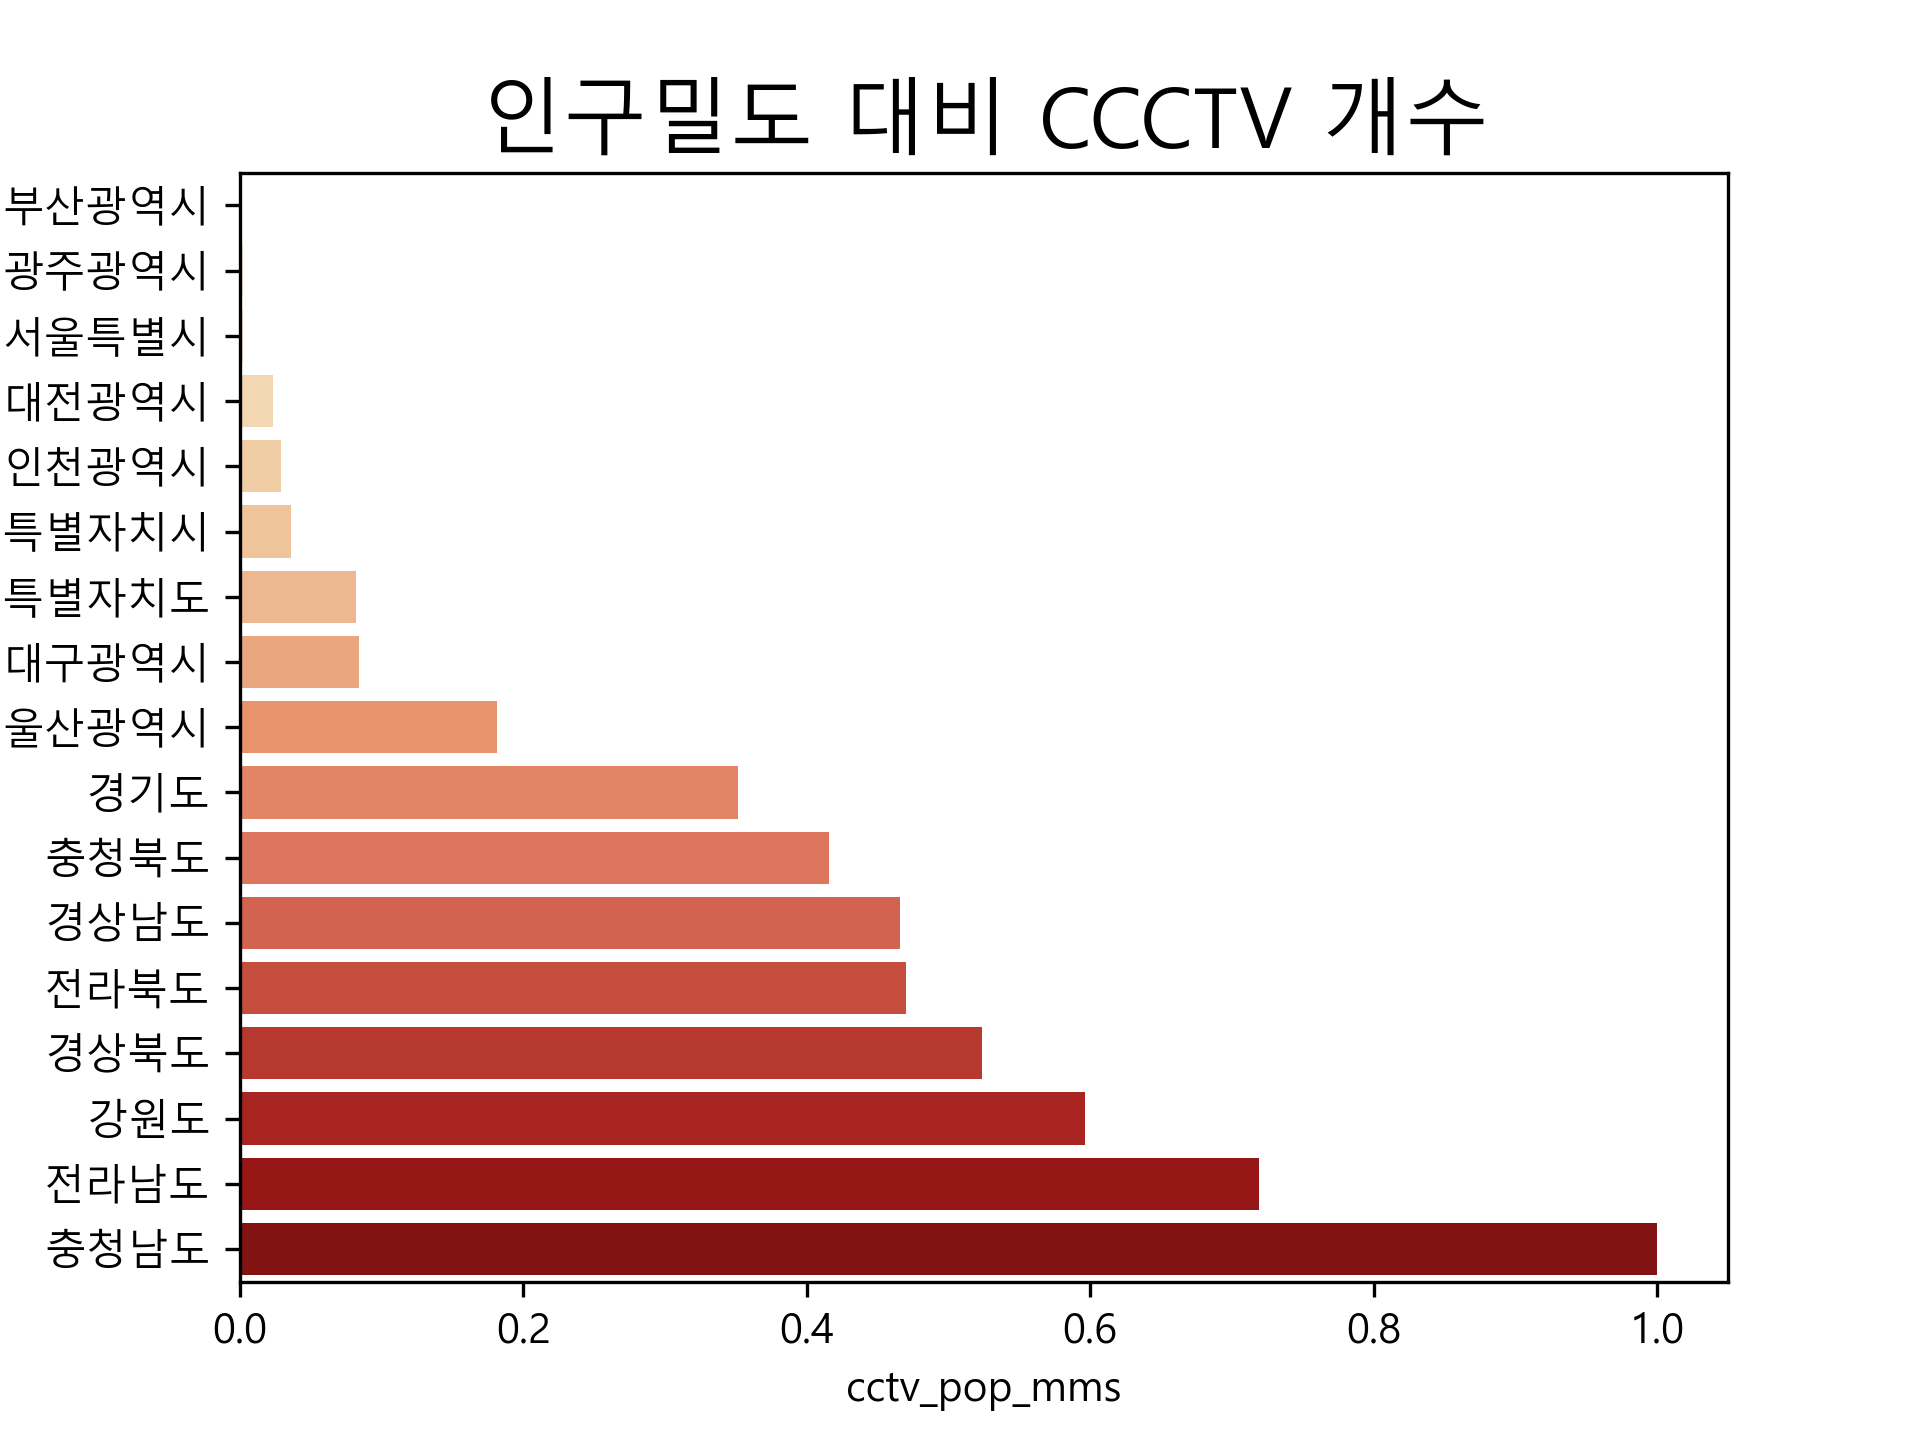 인구밀도 대비 CCCTV 개수
부산광역시
광주광역시
서울특별시
대전광역시
인천광역시
특별자치시
특별자치도
대구광역시
울산광역시
경기도
충청북도
경상남도
전라북도
경상북도
강원도
전라남도
충청남도
0.0 0.2 0.4 0.6 0.8 1.0
cctv_pop_mms